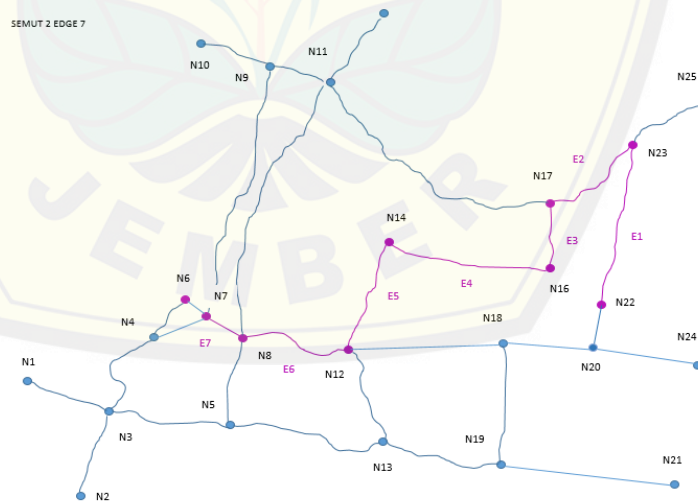 SEMUT 2 EDGE 7
N11
N10
N9
N25
N23
E2
N17
N14
E1
E3
E4
N16
N6
N7
E5
N22
N4
N18
E7
N8
E6
N12
N20
N24
N1
N5
N3
N19
N13
N21
N2
JEMBER